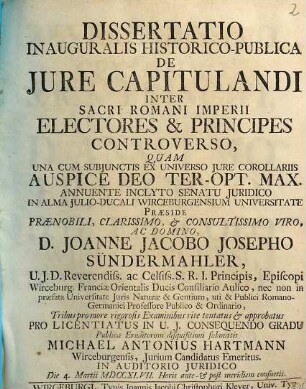 2
DISSERTATIO
INAUGURALIS HISTORICO-PUBLICA
DE
JURE CAPITULANDI
INTER
SACRI ROMANI IMPERII
ELECTORES & PRINCIPES
CONTROVERSO,
QUAM
UNA CUM SUBJUNCTIS EX UNIVERSO JURE COROLLARIIS
AUSPICE DEO TER-OPT. MAX.
ANNUENTE INCLYTO SENATU JURIDICO
IN ALMA JULIO-DUCALI WIRCEBURGENSIUM UNIVERSITATE
PRÆSIDE
PRÆNOBILI, CLARISSIMO, & CONSULTISSIMO VIRO,
AC DOMINO,
D. JOANNE JACOBO JOSEPHO
SÜNDERMAHLER,
U. J. D. Reverendiss. ac Celsiss. S. R. I. Principis, Episcopi
Wirceburg. Franciæ Orientalis Ducis Consiliario Aulico, nec non in
præfata Universitate Juris Naturæ & Gentium, uti & Publici Romano-
Germanici Professore Publico & Ordinario,
Tribus pro more rigorosis Examinibus rite tentatus & approbatus
PRO LICENTIATUS IN U. J. CONSEQUENDO GRADU
Publicæ Eruditorum disquisitioni submittit
MICHAEL ANTONIUS HARTMANN
Wirceburgensis, Jurium Candidatus Emeritus.
IN AUDITORIO JURIDICO
Die 4. Martii MDCCXLVII. horis ante- & post meridiem consuetis.
WIRCEBURGI, Typis Joannis Jacobi Christophori Kleyer, Univ. Typ.